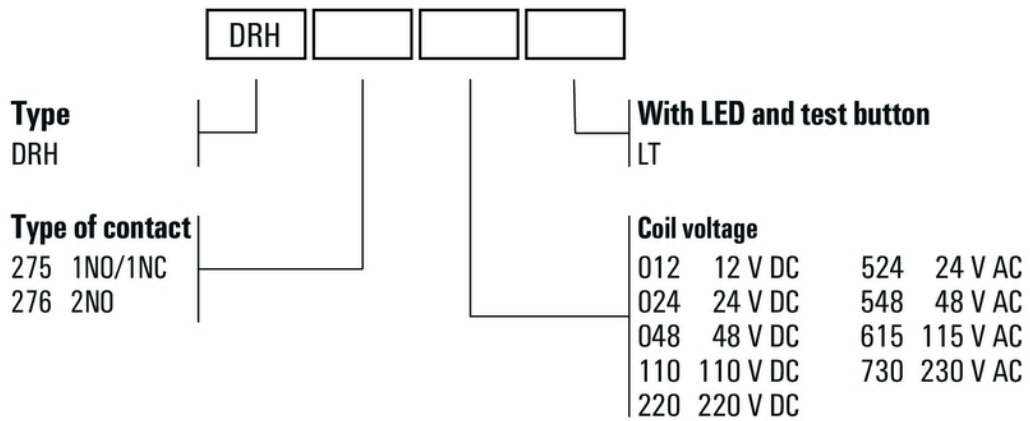 DRH
Type
DRH
With LED and test button
LT
Type of contact
275 1NO/1NC
276 2NO
Coil voltage
012 12 V DC 524 24 V AC
024 24 V DC 548 48 V AC
048 48 V DC 615 115 V AC
110 110 V DC 730 230 V AC
220 220 V DC